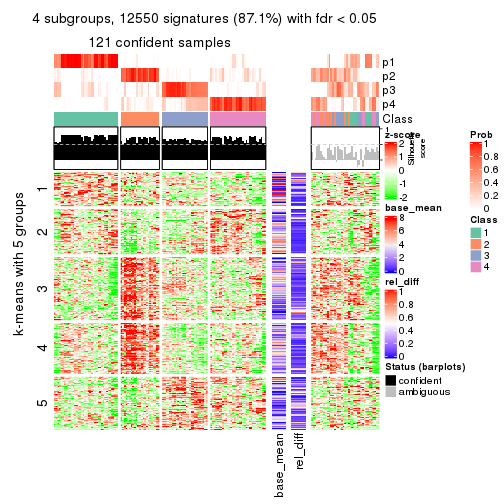 4 subgroups, 12550 signatures (87.1%) with fdr < 0.05
121 confident samples
p1
p2
p3
p4
Class
1
Silhouette
score
k-means with 5 groups
1
2
3
4
5
base_mean
rel_diff
z-score
2
1
0
-1
-2
base_mean
8
6
4
2
0
rel_diff
1
0.8
0.6
0.4
0.2
0
Status (barplots)
confident
ambiguous
Prob
1
0.8
0.6
0.4
0.2
0
Class
1
2
3
4